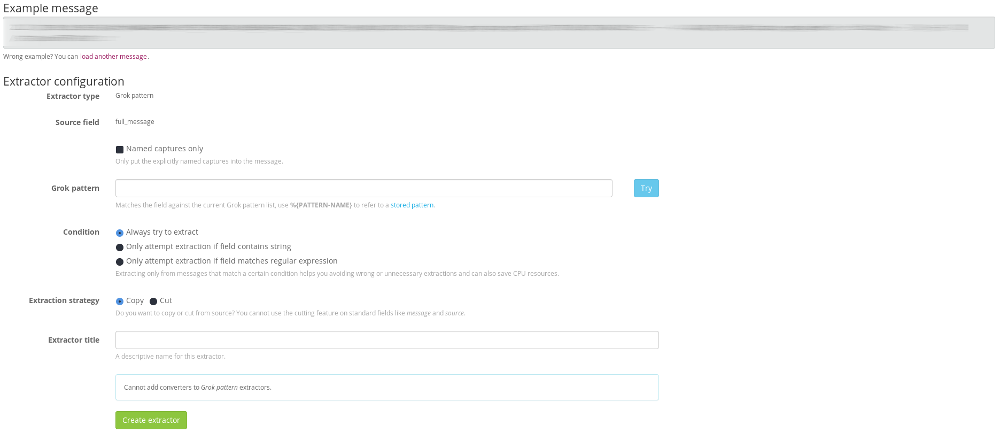 Example message
Wrong example? You can load another message.
Extractor configuration
Extractor type Grok pattern
Source field full_message
Named captures only
Only put the explicitly named captures into the message.
Grok pattern Try
Matches the field against the current Grok pattern list, use %{PATTERN-NAME} to refer to a stored pattern.
Condition Always try to extract
Only attempt extraction if field contains string
Only attempt extraction if field matches regular expression
Extracting only from messages that match a certain condition helps you avoiding wrong or unnecessary extractions and can also save CPU resources.
Extraction strategy Copy Cut
Do you want to copy or cut from source? You cannot use the cutting feature on standard fields like message and source.
Extractor title
A descriptive name for this extractor.
Cannot add converters to Grok pattern extractors.
Create extractor